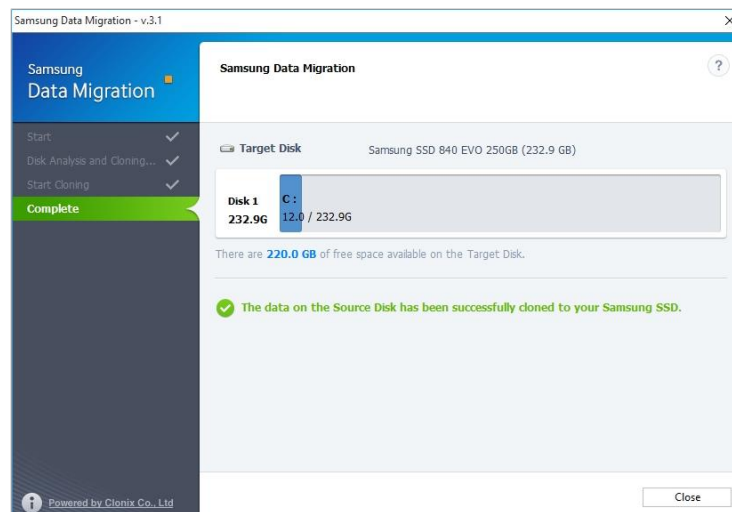 Samsung Data Migration - v.3.1
Samsung
Data Migration
Start
Disk Analysis and Cloning...
Start Cloning
Complete
Powered by Clonix Co., Ltd
Samsung Data Migration
?
Target Disk
Samsung SSD 840 EVO 250GB (232.9 GB)
Disk 1
232.9G
C :
12.0 / 232.9G
There are 220.0 GB of free space available on the Target Disk.
The data on the Source Disk has been successfully cloned to your Samsung SSD.
Close